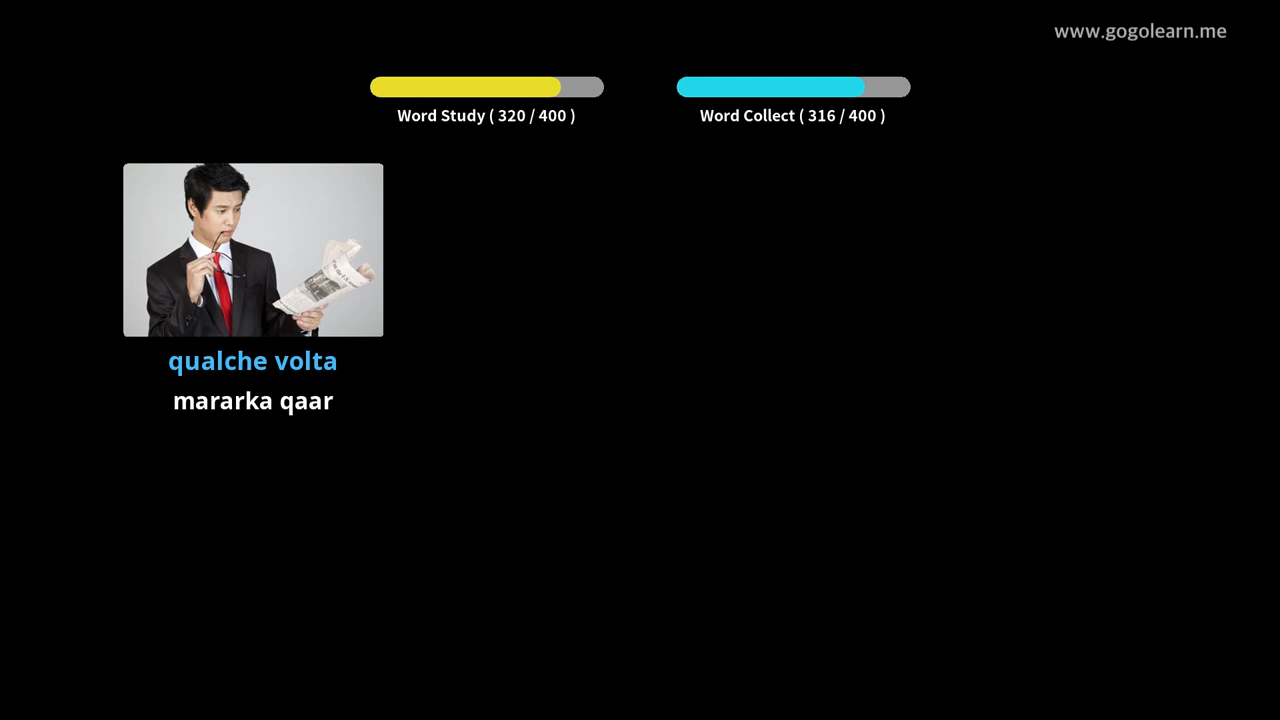 www.gogolearn.me
Word Study ( 320 / 400 )
Word Collect ( 316 / 400 )
qualche volta
mararka qaar